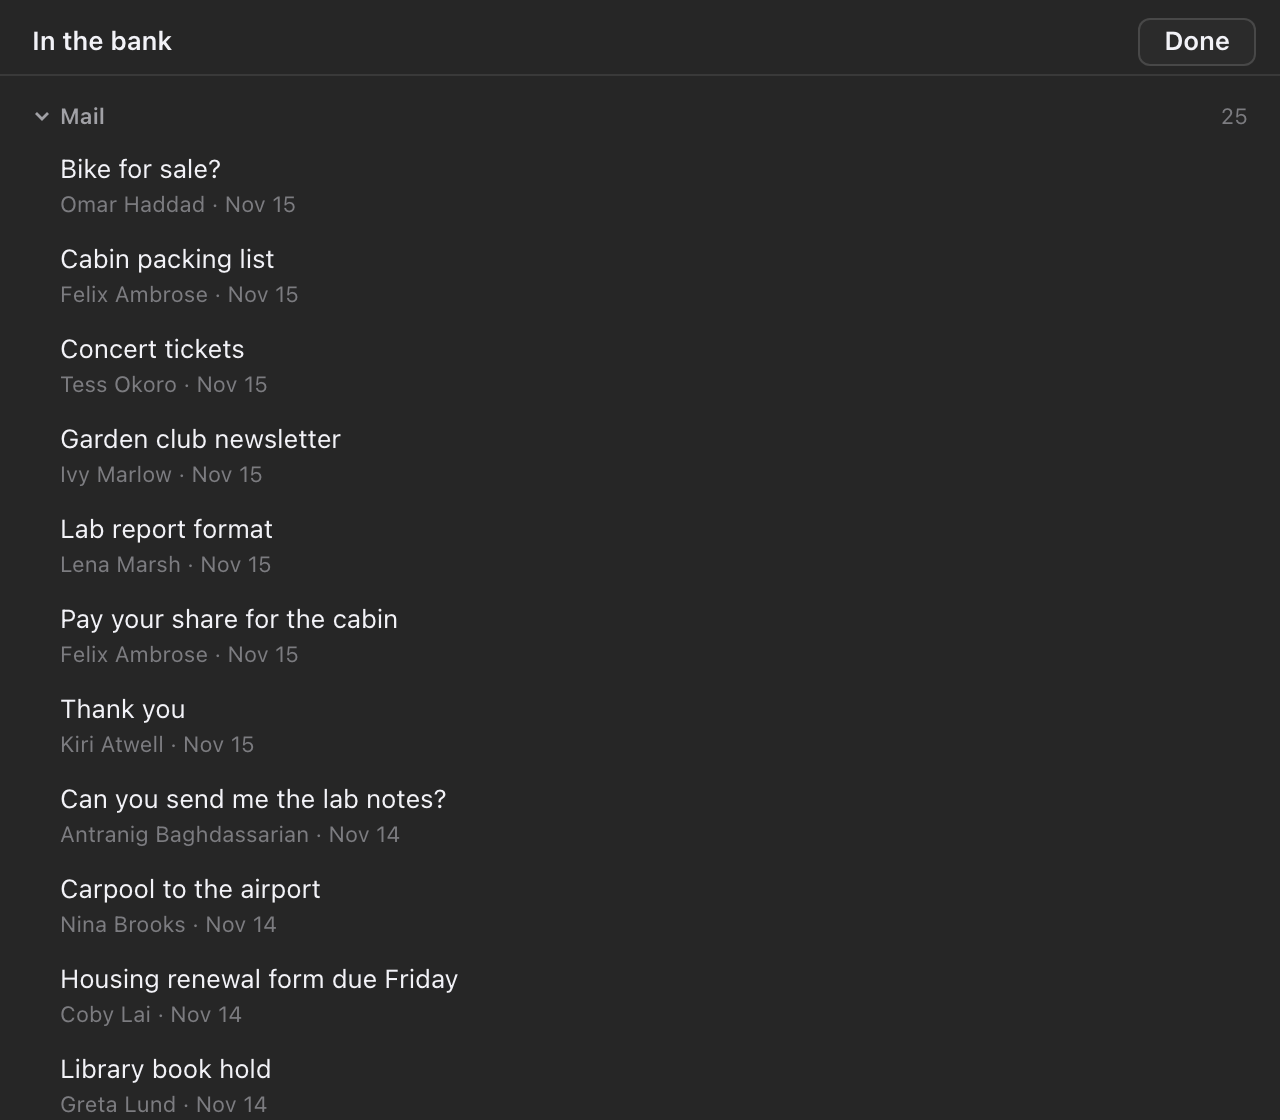 In the bank
Done
Mail
25
Bike for sale?
Omar Haddad · Nov 15
Cabin packing list
Felix Ambrose · Nov 15
Concert tickets
Tess Okoro · Nov 15
Garden club newsletter
Ivy Marlow · Nov 15
Lab report format
Lena Marsh · Nov 15
Pay your share for the cabin
Felix Ambrose · Nov 15
Thank you
Kiri Atwell · Nov 15
Can you send me the lab notes?
Antranig Baghdassarian · Nov 14
Carpool to the airport
Nina Brooks · Nov 14
Housing renewal form due Friday
Coby Lai · Nov 14
Library book hold
Greta Lund · Nov 14